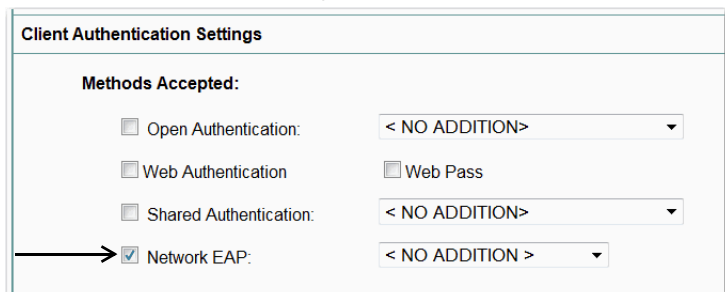 Client Authentication Settings
Methods Accepted:
Open Authentication: < NO ADDITION>
Web Authentication Web Pass
Shared Authentication: < NO ADDITION>
Network EAP: < NO ADDITION >